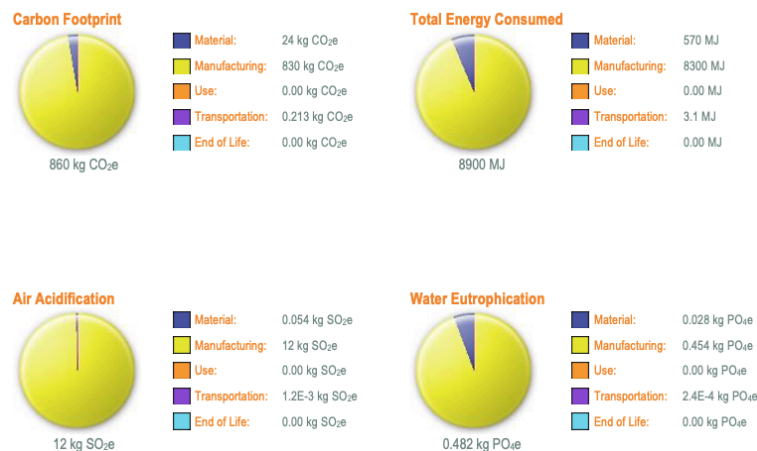 Carbon Footprint
Material: 24 kg CO₂e
Manufacturing: 830 kg CO₂e
Use: 0.00 kg CO₂e
Transportation: 0.213 kg CO₂e
End of Life: 0.00 kg CO₂e
860 kg CO₂e
Total Energy Consumed
Material: 570 MJ
Manufacturing: 8300 MJ
Use: 0.00 MJ
Transportation: 3.1 MJ
End of Life: 0.00 MJ
8900 MJ
Air Acidification
Material: 0.054 kg SO₂e
Manufacturing: 12 kg SO₂e
Use: 0.00 kg SO₂e
Transportation: 1.2E-3 kg SO₂e
End of Life: 0.00 kg SO₂e
12 kg SO₂e
Water Eutrophication
Material: 0.028 kg PO₄e
Manufacturing: 0.454 kg PO₄e
Use: 0.00 kg PO₄e
Transportation: 2.4E-4 kg PO₄e
End of Life: 0.00 kg PO₄e
0.482 kg PO₄e